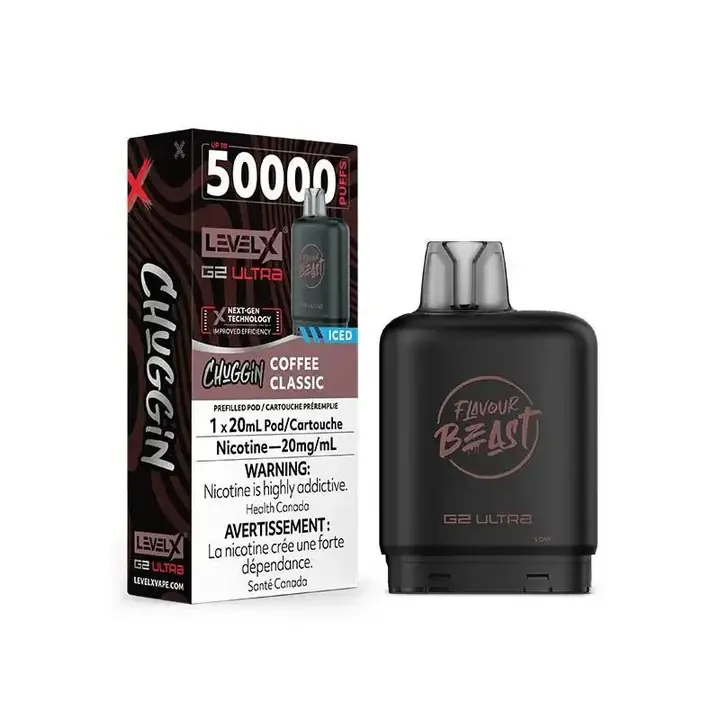 UP TO
50000
PUFFS
LEVEL X
G2 ULTRA
NEXT-GEN
TECHNOLOGY
IMPROVED EFFICIENCY
ICED
CHUGGIN
COFFEE
CLASSIC
PREFILLED POD / CARTOUCHE PRÉREMPLIE
1 x 20mL Pod/Cartouche
Nicotine—20mg/mL
WARNING:
Nicotine is highly addictive.
Health Canada
AVERTISSEMENT :
La nicotine crée une forte
dépendance.
Santé Canada
X
X
CHUGGIN
LEVEL X
G2 ULTRA
LEVELXVAPE.COM
FLAVOUR
BEAST
FLAVOUR
BEAST
G2 ULTRA